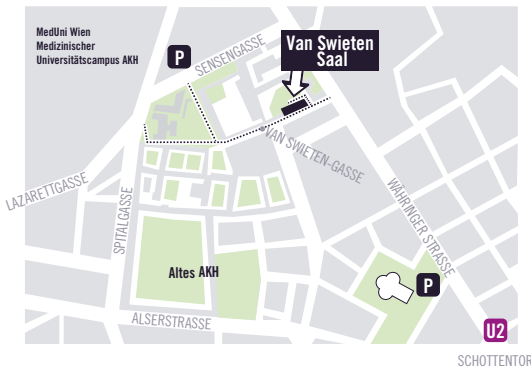 MedUni Wien
Medizinischer
Universitätscampus AKH
P
SENSENGASSE
Van Swieten
Saal
VAN SWIETEN-GASSE
LAZARETTGASSE
SPITALGASSE
WÄHRINGER STRASSE
Altes AKH
P
ALSERSTRASSE
U2
SCHOTTENTOR